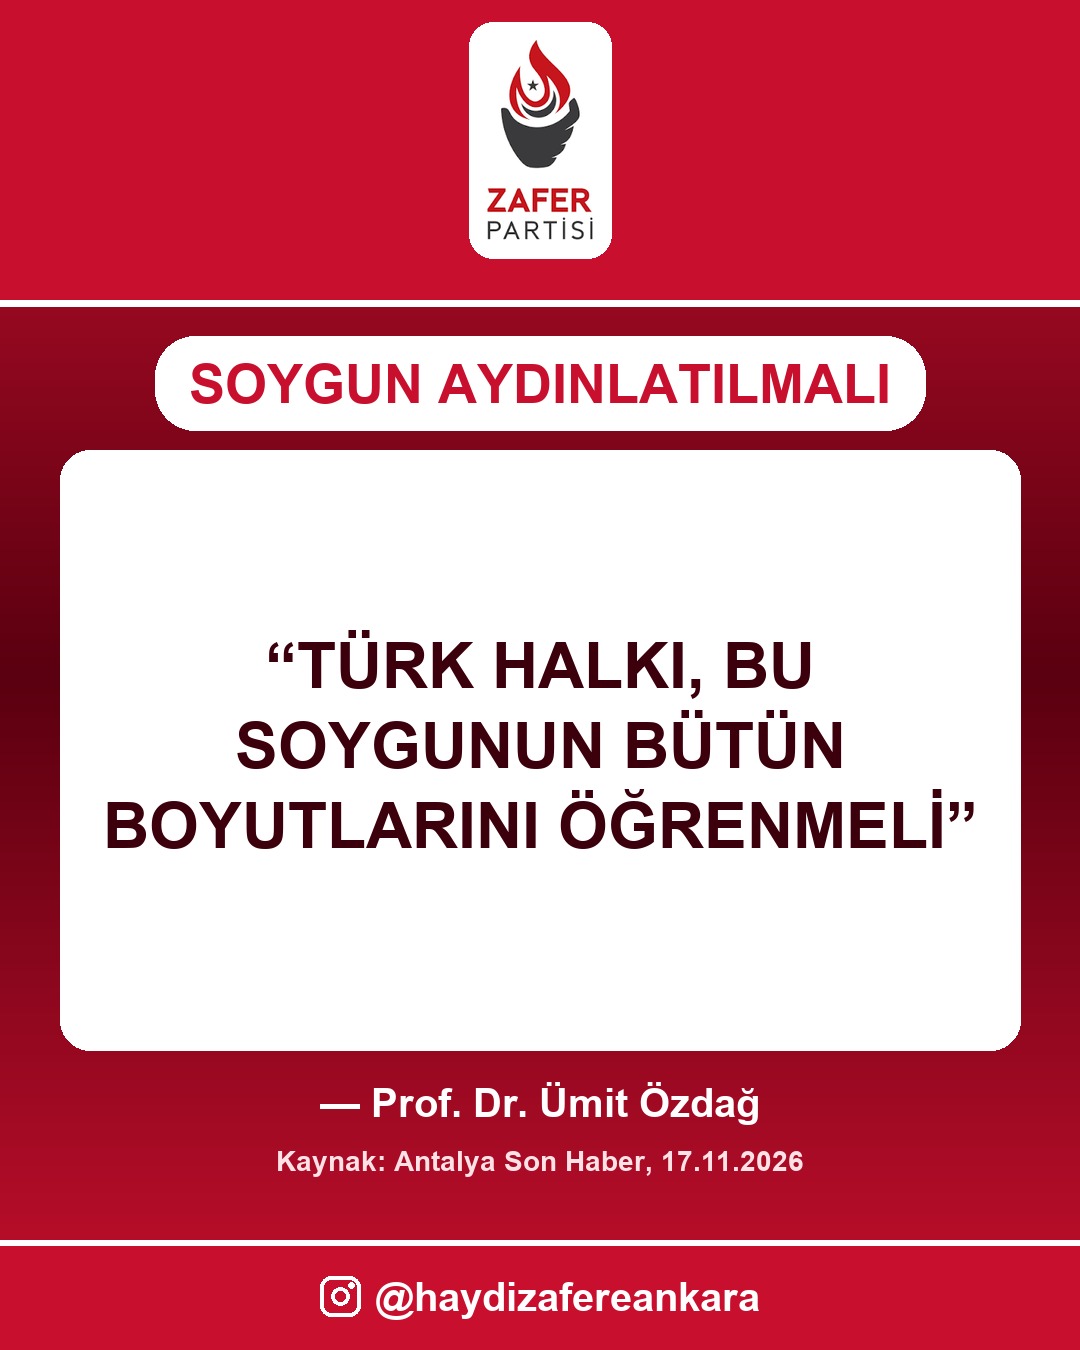 ZAFER
PARTİSİ
SOYGUN AYDINLATILMALI
“TÜRK HALKI, BU
SOYGUNUN BÜTÜN
BOYUTLARINI ÖĞRENMELİ”
— Prof. Dr. Ümit Özdağ
Kaynak: Antalya Son Haber, 17.11.2026
@haydizafereankara